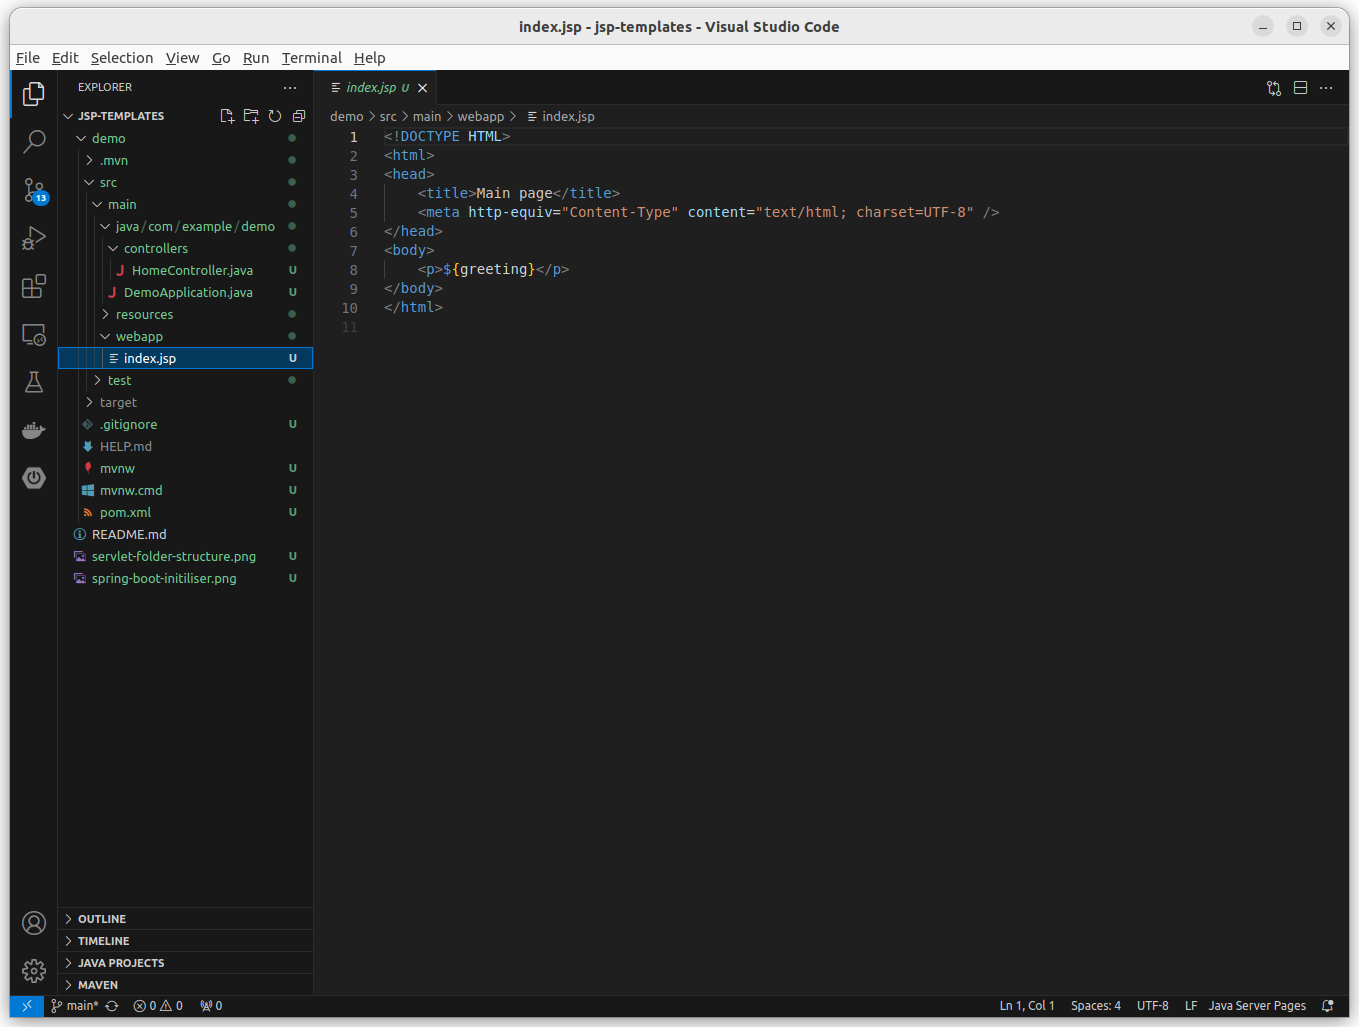 index.jsp - jsp-templates - Visual Studio Code
File Edit Selection View Go Run Terminal Help
EXPLORER
JSP-TEMPLATES
demo
.mvn
src
main
java/com/example/demo
controllers
J HomeController.java U
J DemoApplication.java U
resources
webapp
index.jsp U
test
target
.gitignore U
HELP.md
mvnw U
mvnw.cmd U
pom.xml U
README.md
servlet-folder-structure.png U
spring-boot-initiliser.png U
13
OUTLINE
TIMELINE
JAVA PROJECTS
MAVEN
index.jsp U
demo > src > main > webapp > index.jsp
1 <!DOCTYPE HTML>
2 <html>
3 <head>
4 <title>Main page</title>
5 <meta http-equiv="Content-Type" content="text/html; charset=UTF-8" />
6 </head>
7 <body>
8 <p>${greeting}</p>
9 </body>
10 </html>
11
main* 0 0 0 Ln 1, Col 1 Spaces: 4 UTF-8 LF Java Server Pages